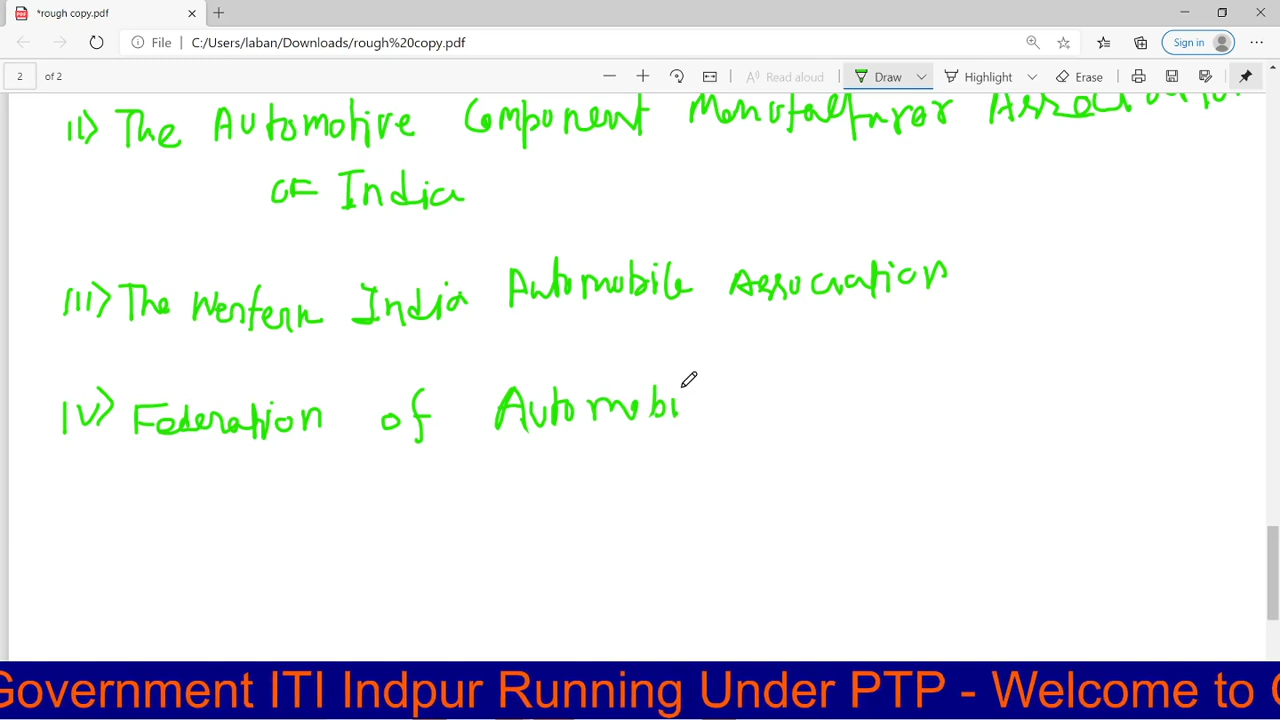 *rough copy.pdf
File C:/Users/laban/Downloads/rough%20copy.pdf Sign in
2 of 2 Read aloud Draw Highlight Erase
II) The Automotive Component
of India
III) The Western India Automobile Association
IV) Federation of Automobi
Government ITI Indpur Running Under PTP - Welcome to